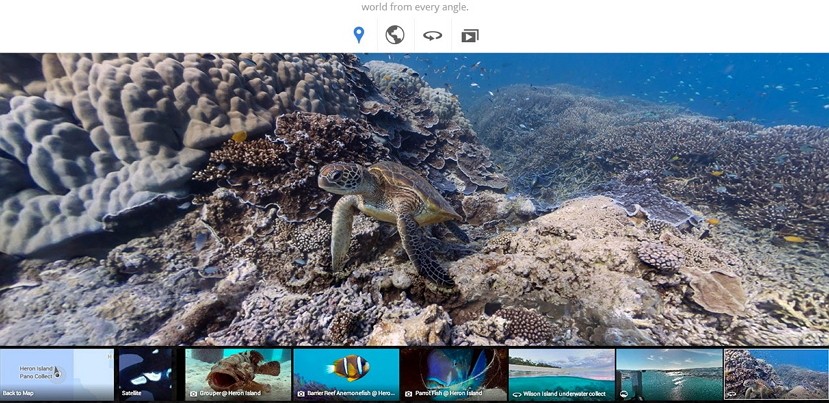 world from every angle.
Heron Island
Pano Collect
Back to Map
Satellite
Grouper @ Heron Island
Barrier Reef Anemonefish @ Hero...
Parrot Fish @ Heron Island
Wilson Island underwater collect